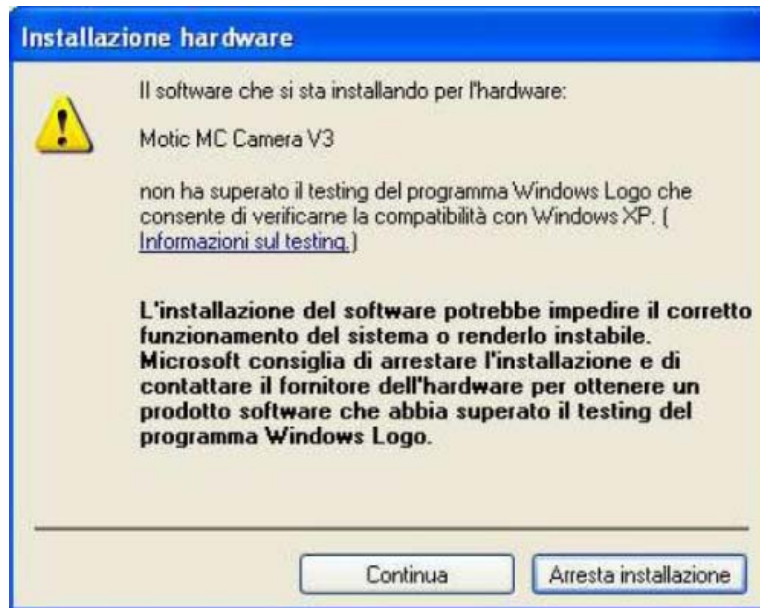 Installazione hardware
Il software che si sta installando per l'hardware:
Motic MC Camera V3
non ha superato il testing del programma Windows Logo che
consente di verificarne la compatibilità con Windows XP. (
Informazioni sul testing.)
L'installazione del software potrebbe impedire il corretto
funzionamento del sistema o renderlo instabile.
Microsoft consiglia di arrestare l'installazione e di
contattare il fornitore dell'hardware per ottenere un
prodotto software che abbia superato il testing del
programma Windows Logo.
Continua
Arresta installazione